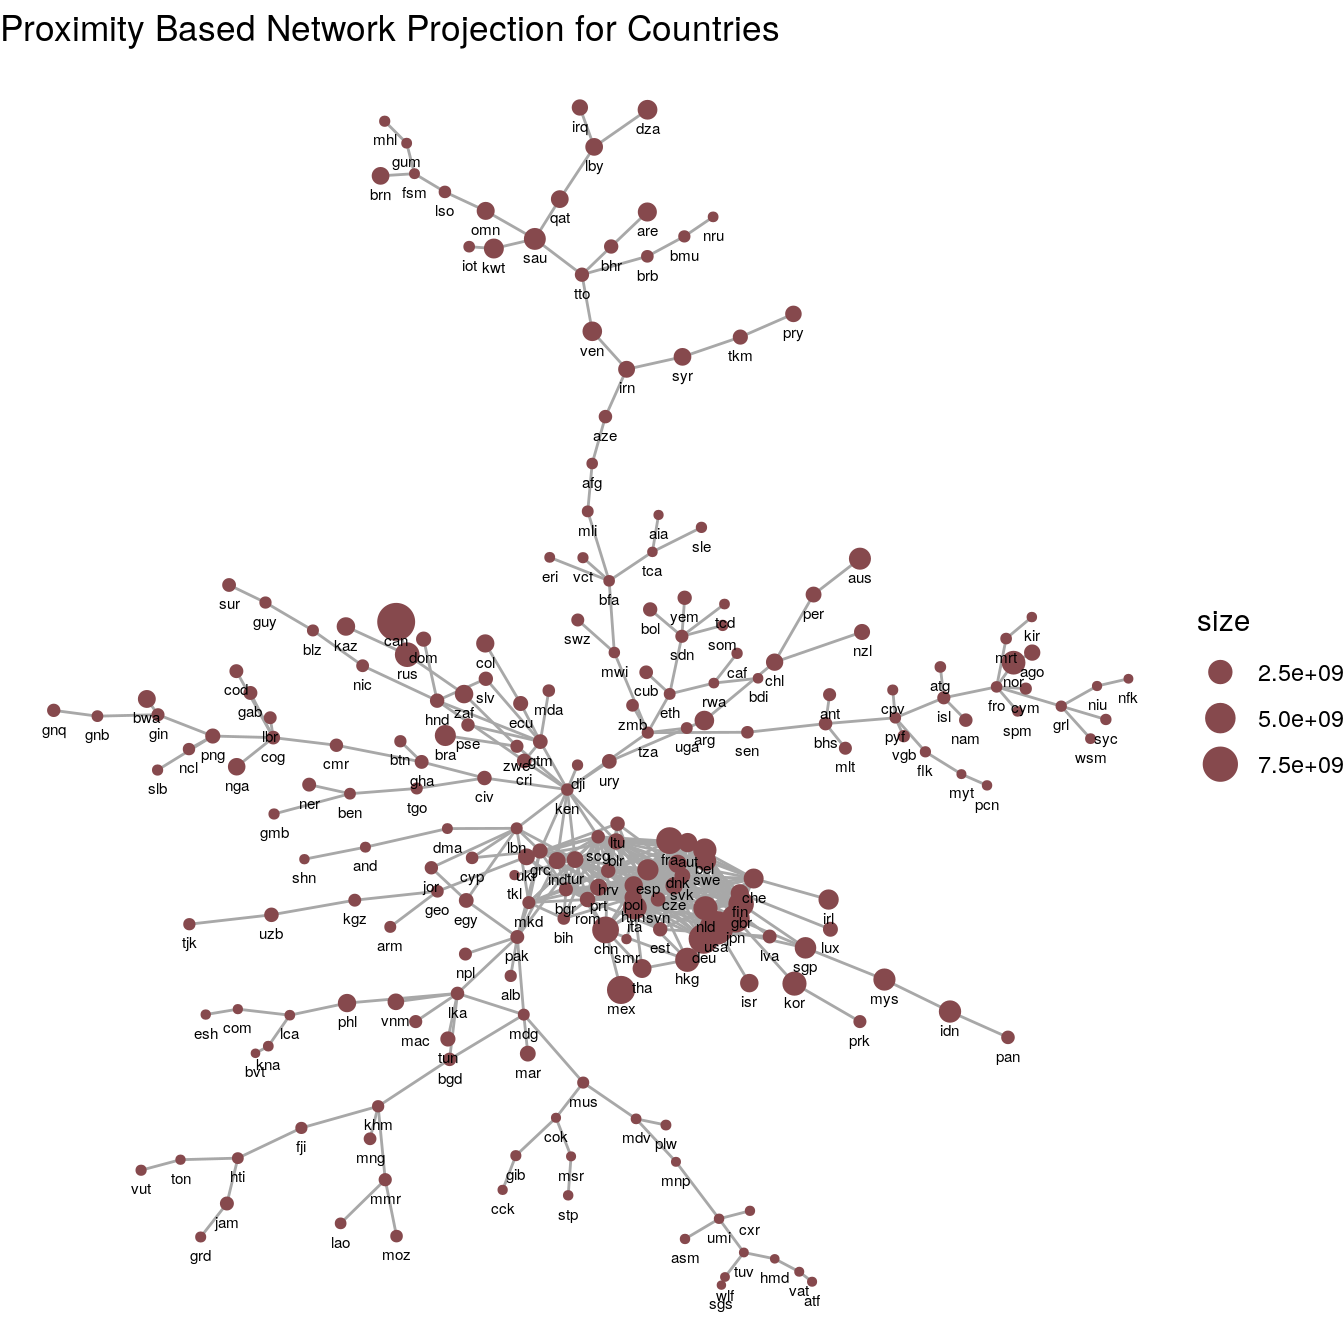 Proximity Based Network Projection for Countries
irq
dza
mhl
lby
gum
brn
fsm
lso
qat
omn
are
nru
sau
bmu
iot
kwt
bhr
brb
tto
pry
ven
tkm
syr
irn
aze
afg
mli
aia
sle
eri
vct
tca
aus
bfa
sur
per
yem
guy
swz
bol
tcd
can
kir
size
blz
kaz
som
nzl
dom
col
sdn
mrt
ago
rus
mwi
caf
2.5e+09
nic
chl
nor
cod
cub
rwa
bdi
atg
nfk
slv
fro
cym
niu
gab
zaf
eth
cpv
isl
5.0e+09
hnd
ecu
mda
zmb
ant
grl
bwa
nam
spm
gnq
gnb
gin
lbr
pse
arg
pyf
syc
bra
tza
uga
sen
bhs
vgb
wsm
png
cog
cmr
btn
zwe
gtm
7.5e+09
ncl
cri
ury
mlt
flk
slb
nga
gha
dji
myt
ner
civ
pcn
ben
tgo
ken
gmb
dma
lbn
ltu
scg
blr
fra
aut
bel
shn
and
jor
cyp
grc
ukr
ind
tur
esp
dnk
swe
che
tkl
hrv
svk
kgz
geo
egy
bgr
prt
pol
cze
fin
irl
tjk
uzb
arm
mkd
rom
hun
svn
gbr
bih
ita
nld
jpn
lux
pak
chn
smr
est
usa
deu
lva
sgp
npl
alb
tha
hkg
mex
isr
kor
mys
esh
com
lca
phl
vnm
lka
mac
mdg
idn
prk
pan
kna
bvt
tun
bgd
mar
mus
khm
fji
mng
cok
mdv
plw
vut
ton
hti
mmr
gib
msr
mnp
jam
cck
stp
grd
lao
moz
umi
cxr
asm
tuv
hmd
vat
wlf
sgs
atf